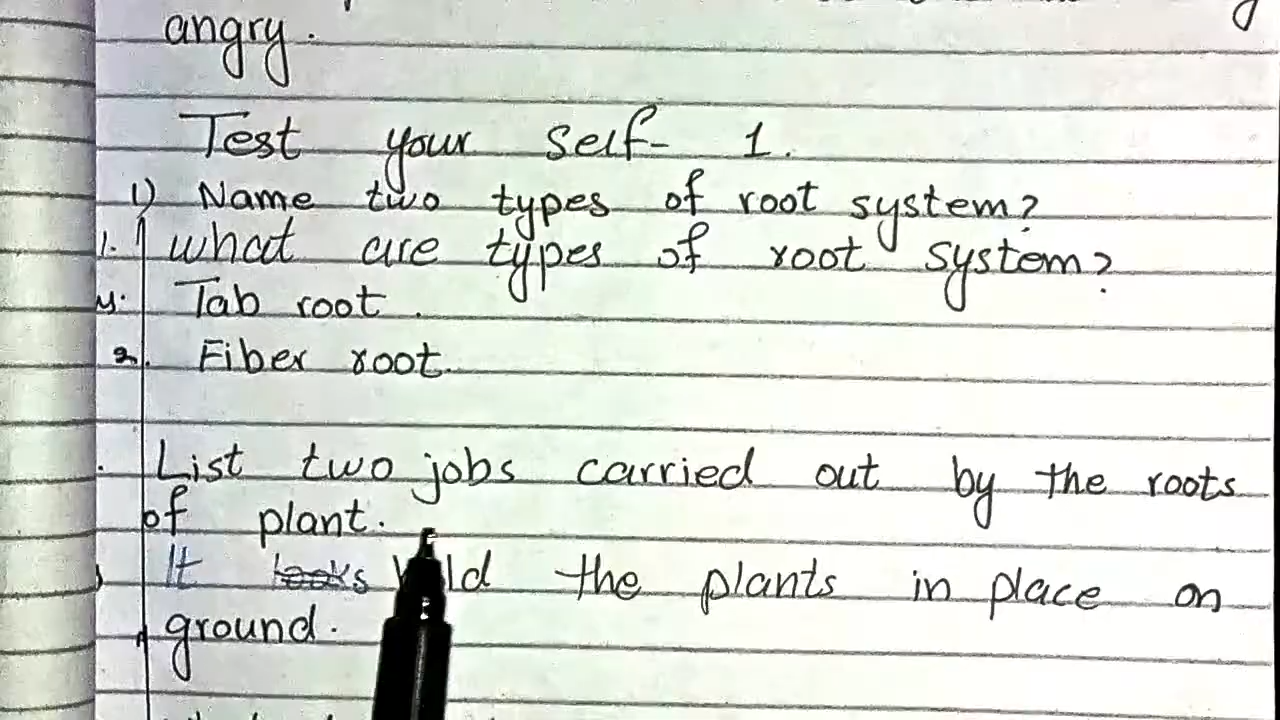 angry.
Test your self- 1.
1) Name two types of root system?
1. What are types of root system?
Tab root.
2. Fiber root.
List two jobs carried out by the roots
of plant.
It looks the plants in place on
ground.